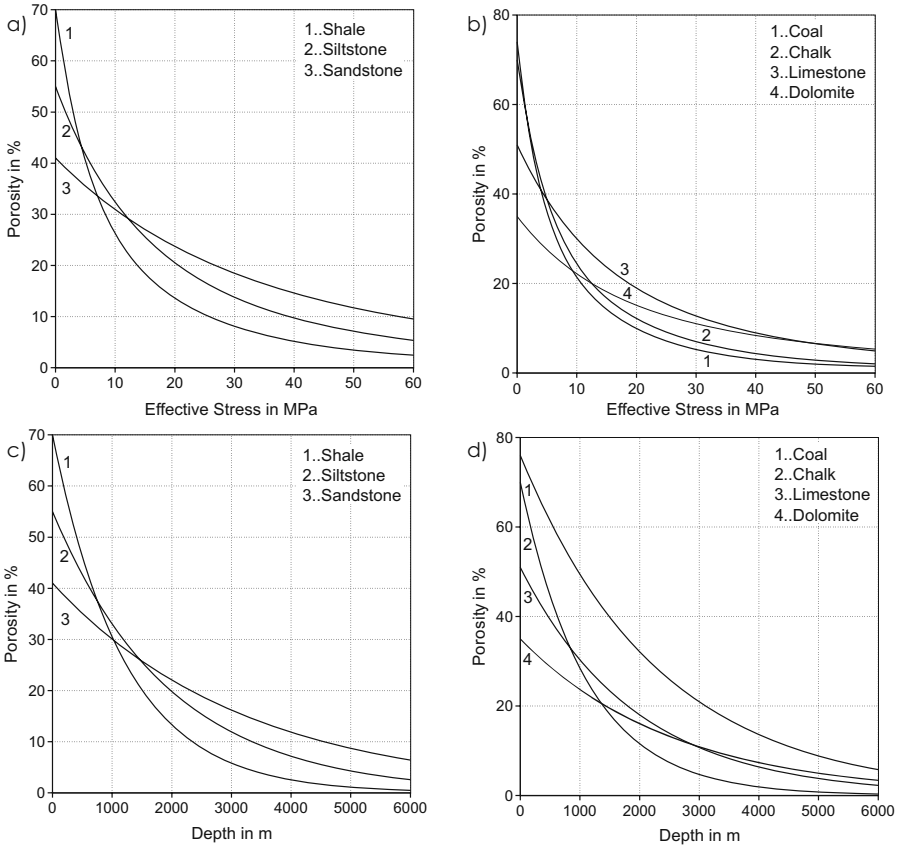 a)
70
60
50
40
30
20
10
0
Porosity in %
1
2
3
1..Shale
2..Siltstone
3..Sandstone
0 10 20 30 40 50 60
Effective Stress in MPa
b)
80
60
40
20
0
Porosity in %
1..Coal
2..Chalk
3..Limestone
4..Dolomite
3
4
2
1
0 10 20 30 40 50 60
Effective Stress in MPa
c)
70
60
50
40
30
20
10
0
Porosity in %
1
2
3
1..Shale
2..Siltstone
3..Sandstone
0 1000 2000 3000 4000 5000 6000
Depth in m
d)
80
60
40
20
0
Porosity in %
1
2
3
4
1..Coal
2..Chalk
3..Limestone
4..Dolomite
0 1000 2000 3000 4000 5000 6000
Depth in m